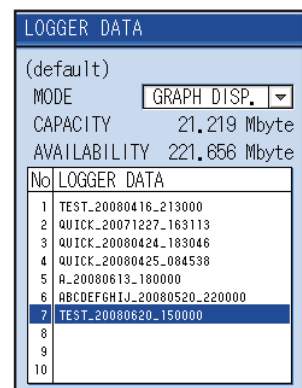 LOGGER DATA
(default)
MODE GRAPH DISP.
CAPACITY 21.219 Mbyte
AVAILABILITY 221.656 Mbyte
No LOGGER DATA
1 TEST_20080416_213000
2 QUICK_20071227_163113
3 QUICK_20080424_183046
4 QUICK_20080425_084538
5 A_20080613_180000
6 ABCDEFGHIJ_20080520_220000
7 TEST_20080620_150000
8
9
10